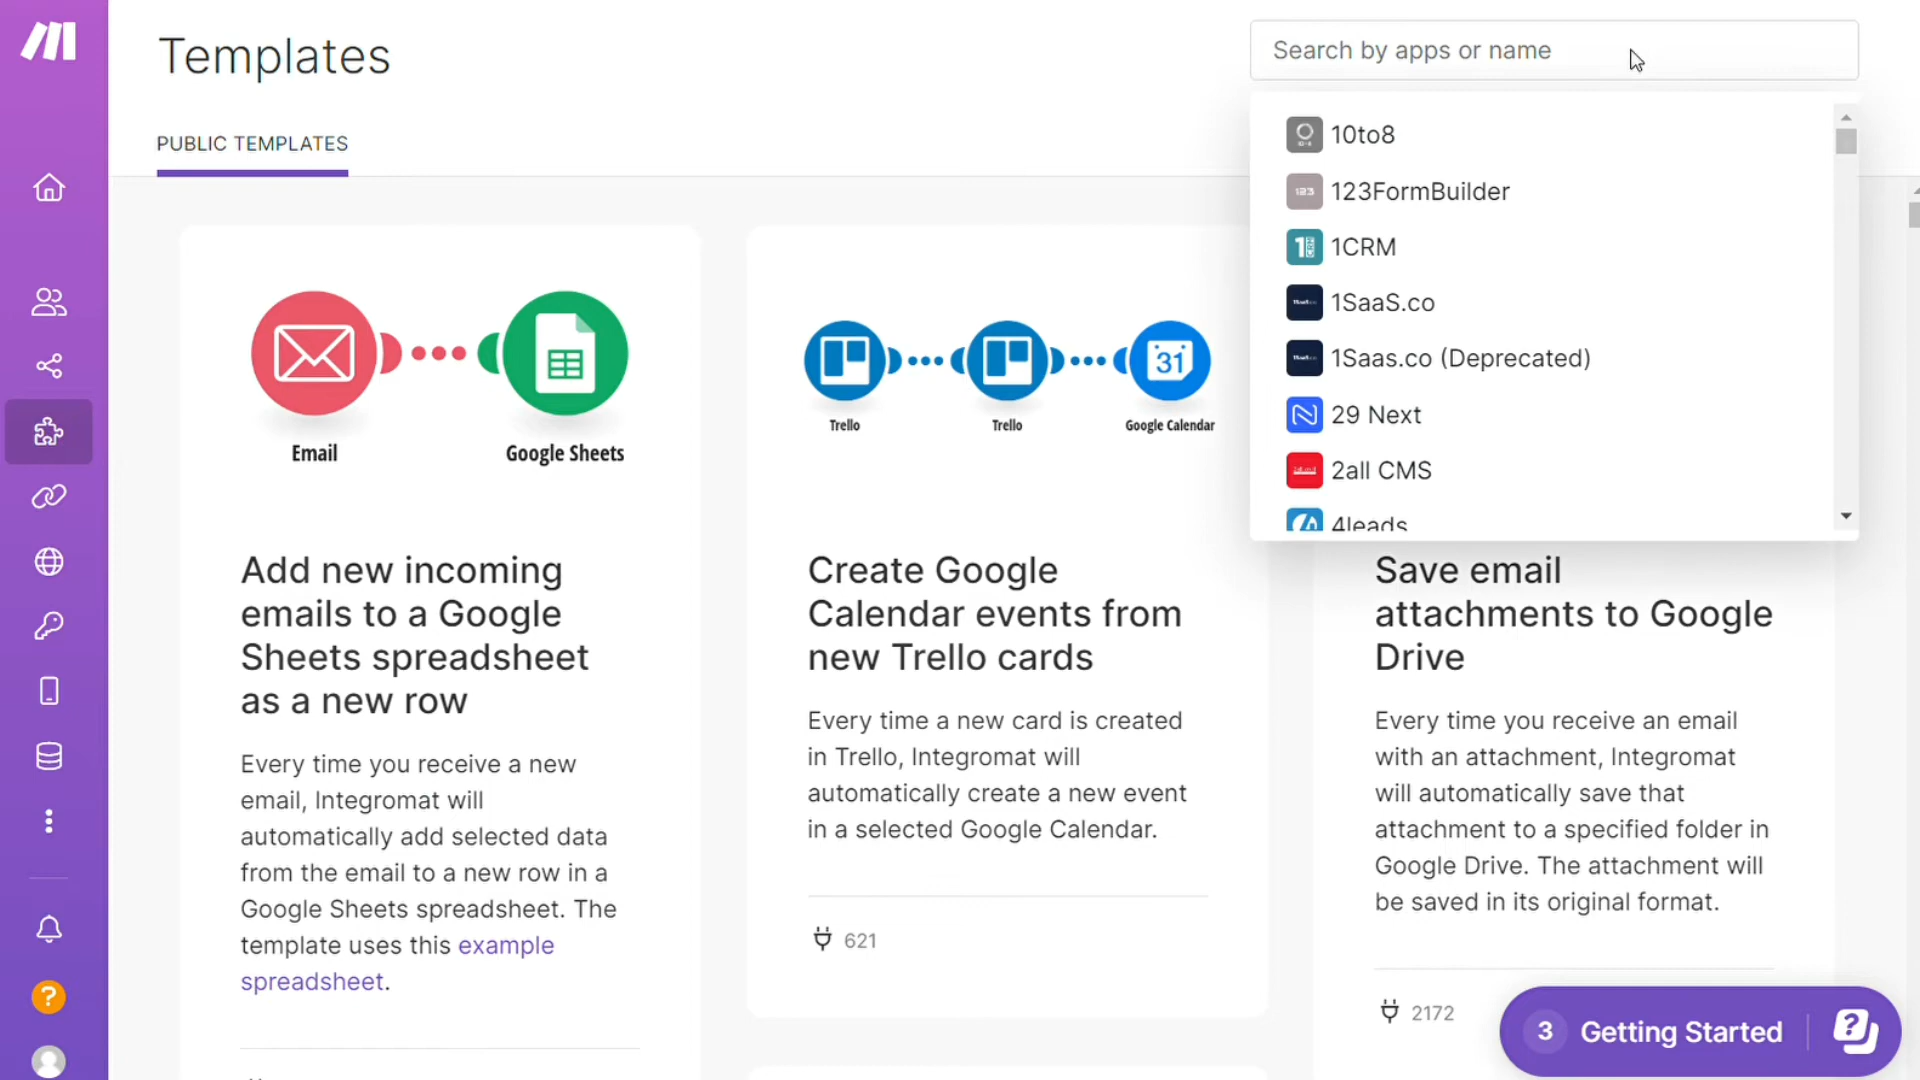 Templates
Search by apps or name
PUBLIC TEMPLATES
10to8
123FormBuilder
1CRM
1SaaS.co
1Saas.co (Deprecated)
29 Next
2all CMS
4leads
Email
Google Sheets
Add new incoming
emails to a Google
Sheets spreadsheet
as a new row
Every time you receive a new
email, Integromat will
automatically add selected data
from the email to a new row in a
Google Sheets spreadsheet. The
template uses this example
spreadsheet.
31
Trello
Trello
Google Calendar
Create Google
Calendar events from
new Trello cards
Every time a new card is created
in Trello, Integromat will
automatically create a new event
in a selected Google Calendar.
621
Save email
attachments to Google
Drive
Every time you receive an email
with an attachment, Integromat
will automatically save that
attachment to a specified folder in
Google Drive. The attachment will
be saved in its original format.
2172
3 Getting Started